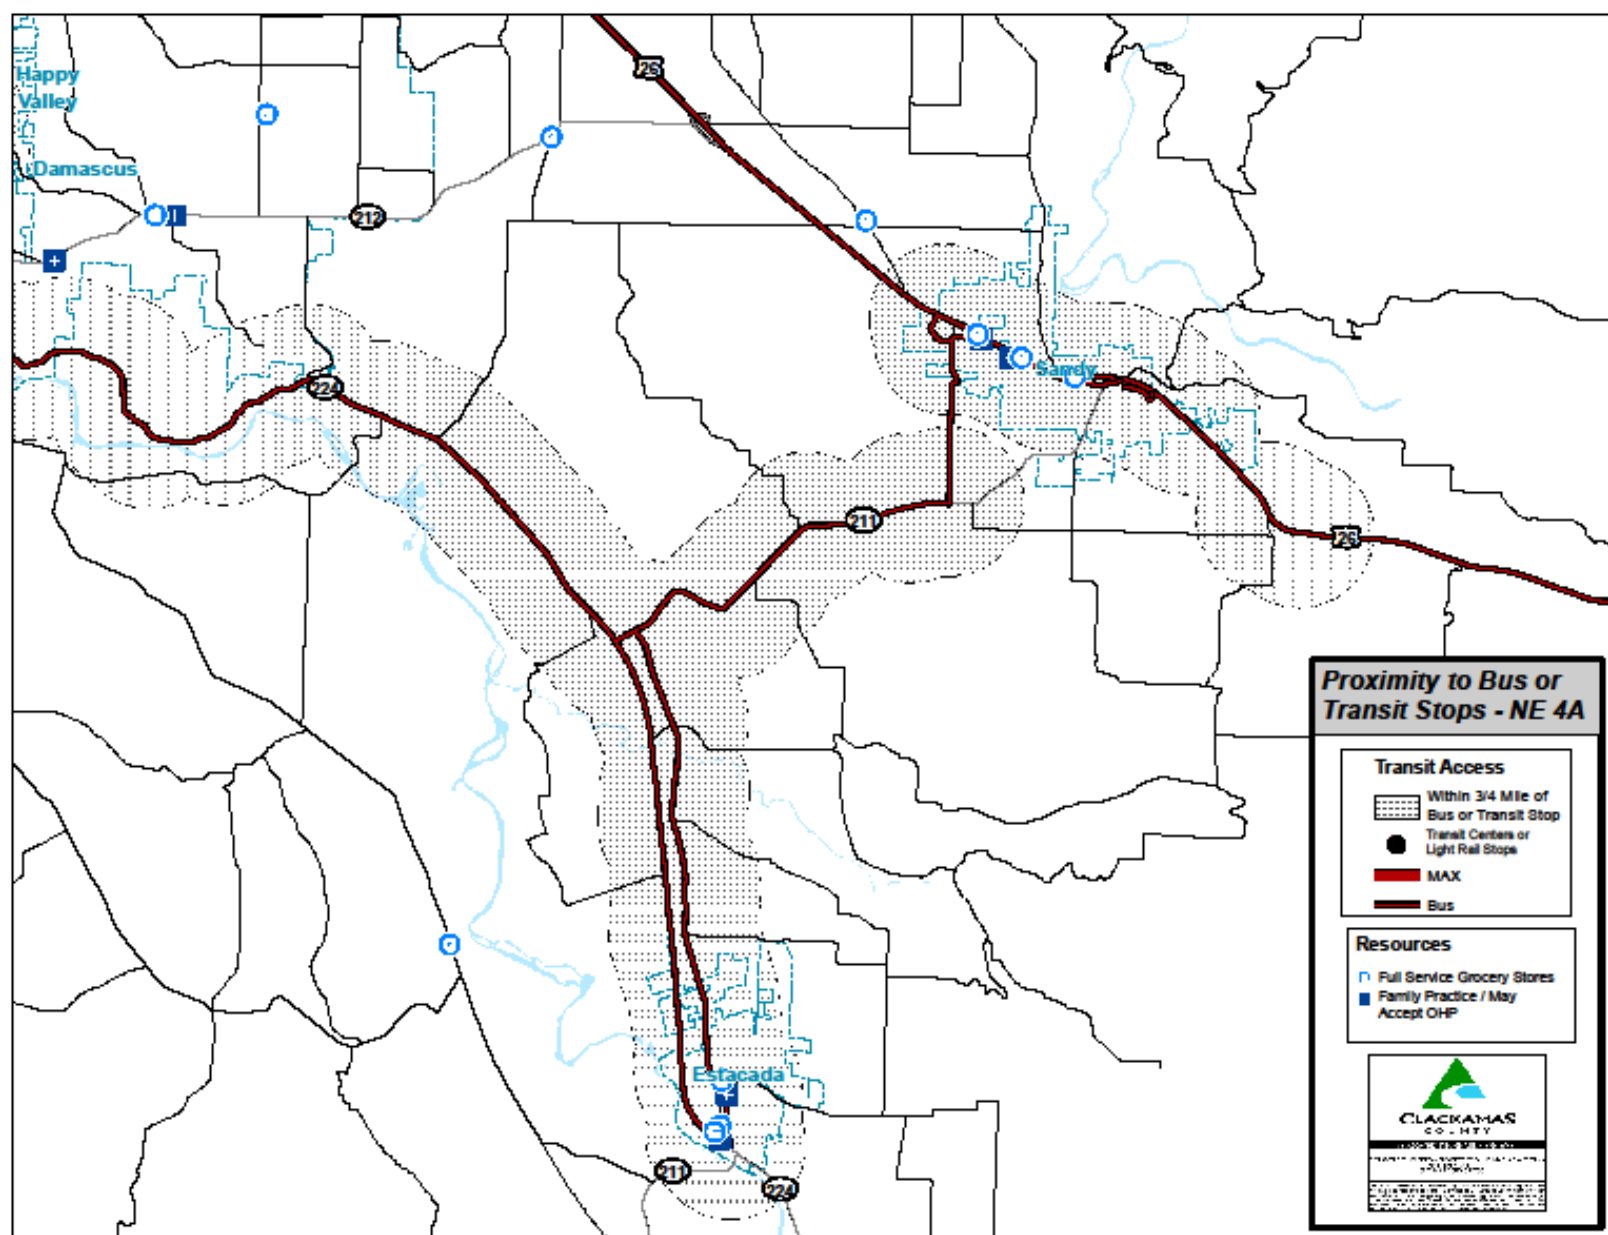 26
Happy
Valley
Damascus
212
Sandy
224
211
26
Estacada
211
224
Proximity to Bus or
Transit Stops - NE 4A
Transit Access
Within 3/4 Mile of
Bus or Transit Stop
Transit Centers or
Light Rail Stops
MAX
Bus
Resources
Full Service Grocery Stores
Family Practice / May
Accept OHP
CLACKAMAS
COUNTY